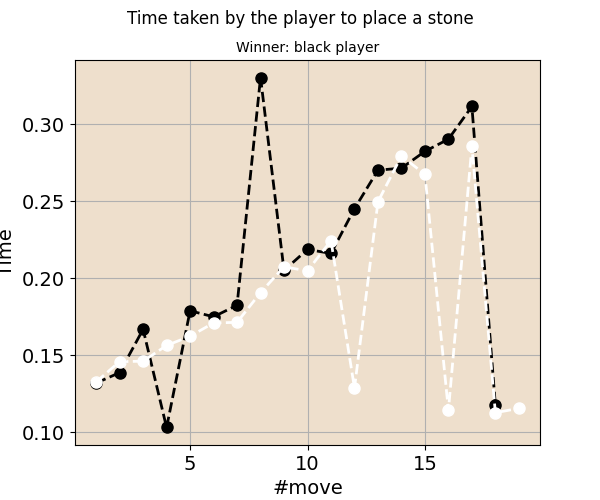 Time taken by the player to place a stone
Winner: black player
0.30
0.25
0.20
0.15
0.10
Time
5 10 15
#move